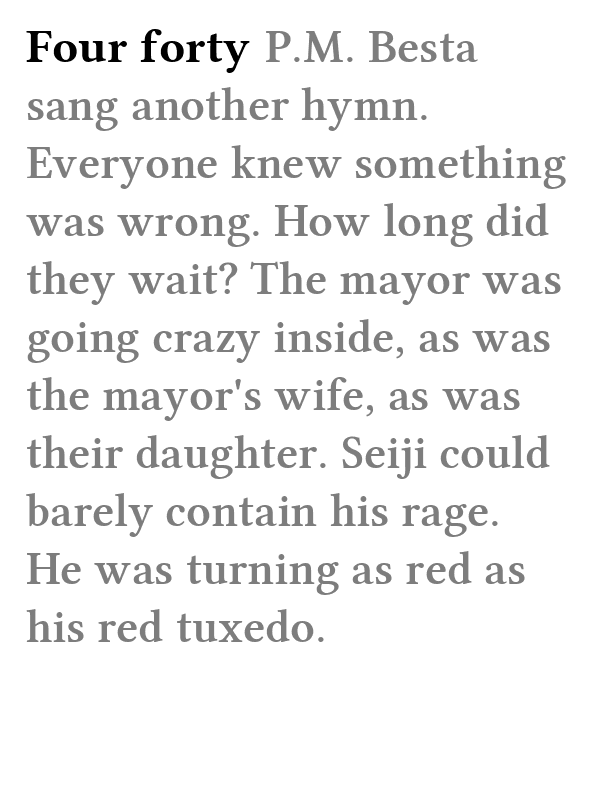 Four forty P.M. Besta
sang another hymn.
Everyone knew something
was wrong. How long did
they wait? The mayor was
going crazy inside, as was
the mayor's wife, as was
their daughter. Seiji could
barely contain his rage.
He was turning as red as
his red tuxedo.